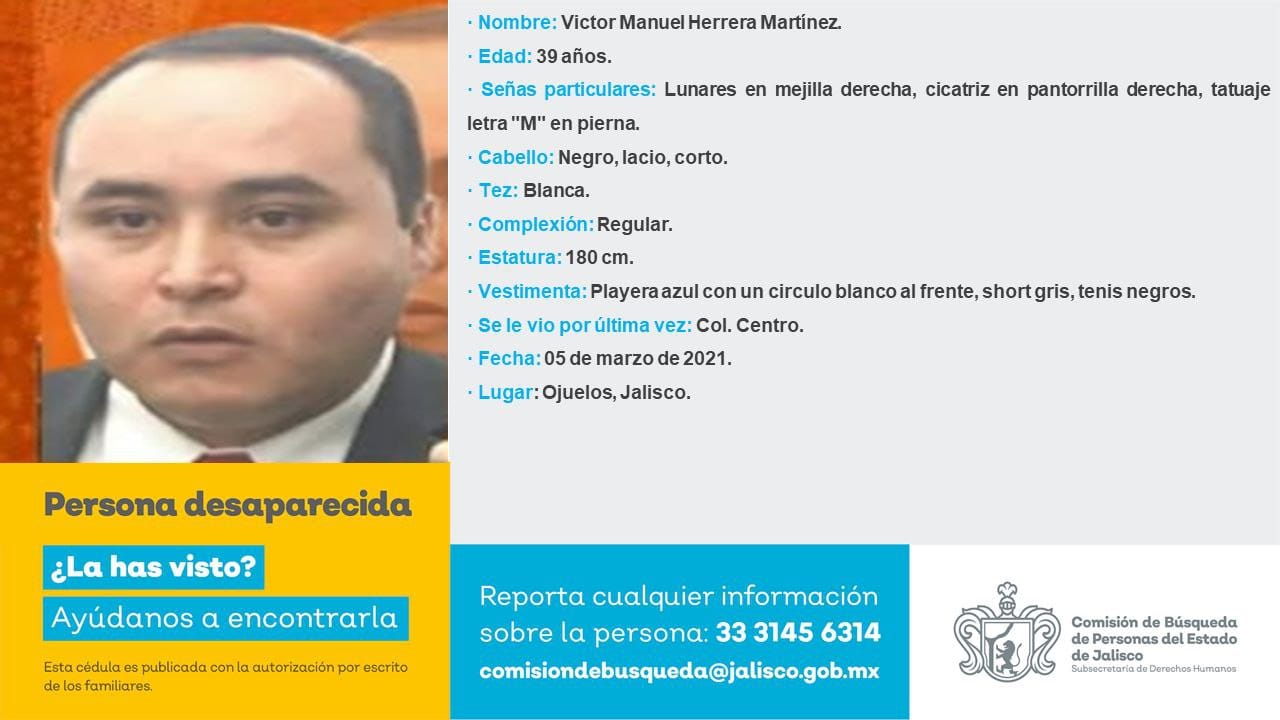 · Nombre: Victor Manuel Herrera Martínez.
· Edad: 39 años.
· Señas particulares: Lunares en mejilla derecha, cicatriz en pantorrilla derecha, tatuaje
letra "M" en pierna.
· Cabello: Negro, lacio, corto.
· Tez: Blanca.
· Complexión: Regular.
· Estatura: 180 cm.
· Vestimenta: Playera azul con un circulo blanco al frente, short gris, tenis negros.
· Se le vio por última vez: Col. Centro.
· Fecha: 05 de marzo de 2021.
· Lugar: Ojuelos, Jalisco.
Persona desaparecida
¿La has visto?
Ayúdanos a encontrarla
Esta cédula es publicada con la autorización por escrito
de los familiares.
Reporta cualquier información
sobre la persona: 33 3145 6314
comisiondebusqueda@jalisco.gob.mx
Comisión de Búsqueda
de Personas del Estado
de Jalisco
Subsecretaría de Derechos Humanos